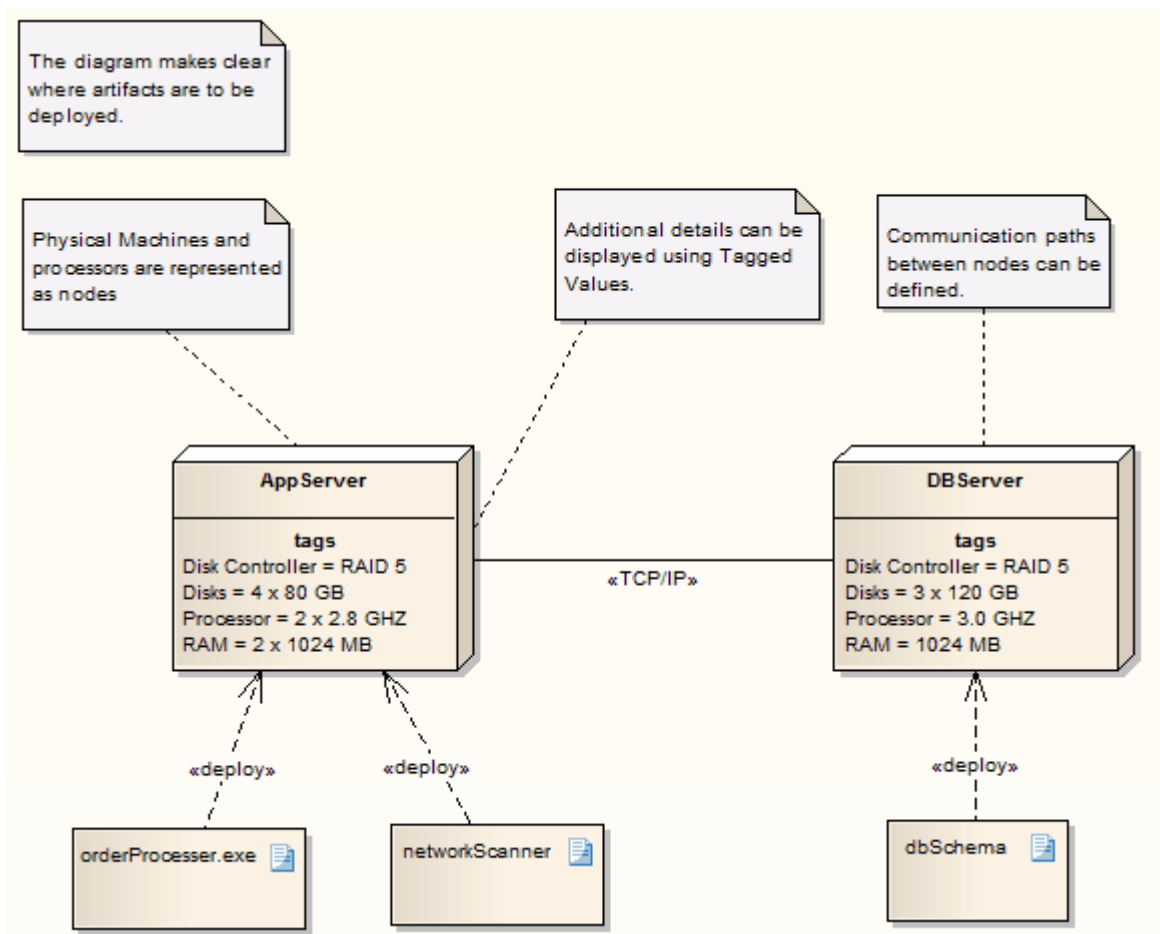 The diagram makes clear
where artifacts are to be
deployed.
Physical Machines and
processors are represented
as nodes
Additional details can be
displayed using Tagged
Values.
Communication paths
between nodes can be
defined.
AppServer
tags
Disk Controller = RAID 5
Disks = 4 x 80 GB
Processor = 2 x 2.8 GHZ
RAM = 2 x 1024 MB
«TCP/IP»
DBServer
tags
Disk Controller = RAID 5
Disks = 3 x 120 GB
Processor = 3.0 GHZ
RAM = 1024 MB
«deploy»
«deploy»
«deploy»
orderProcesser.exe
networkScanner
dbSchema